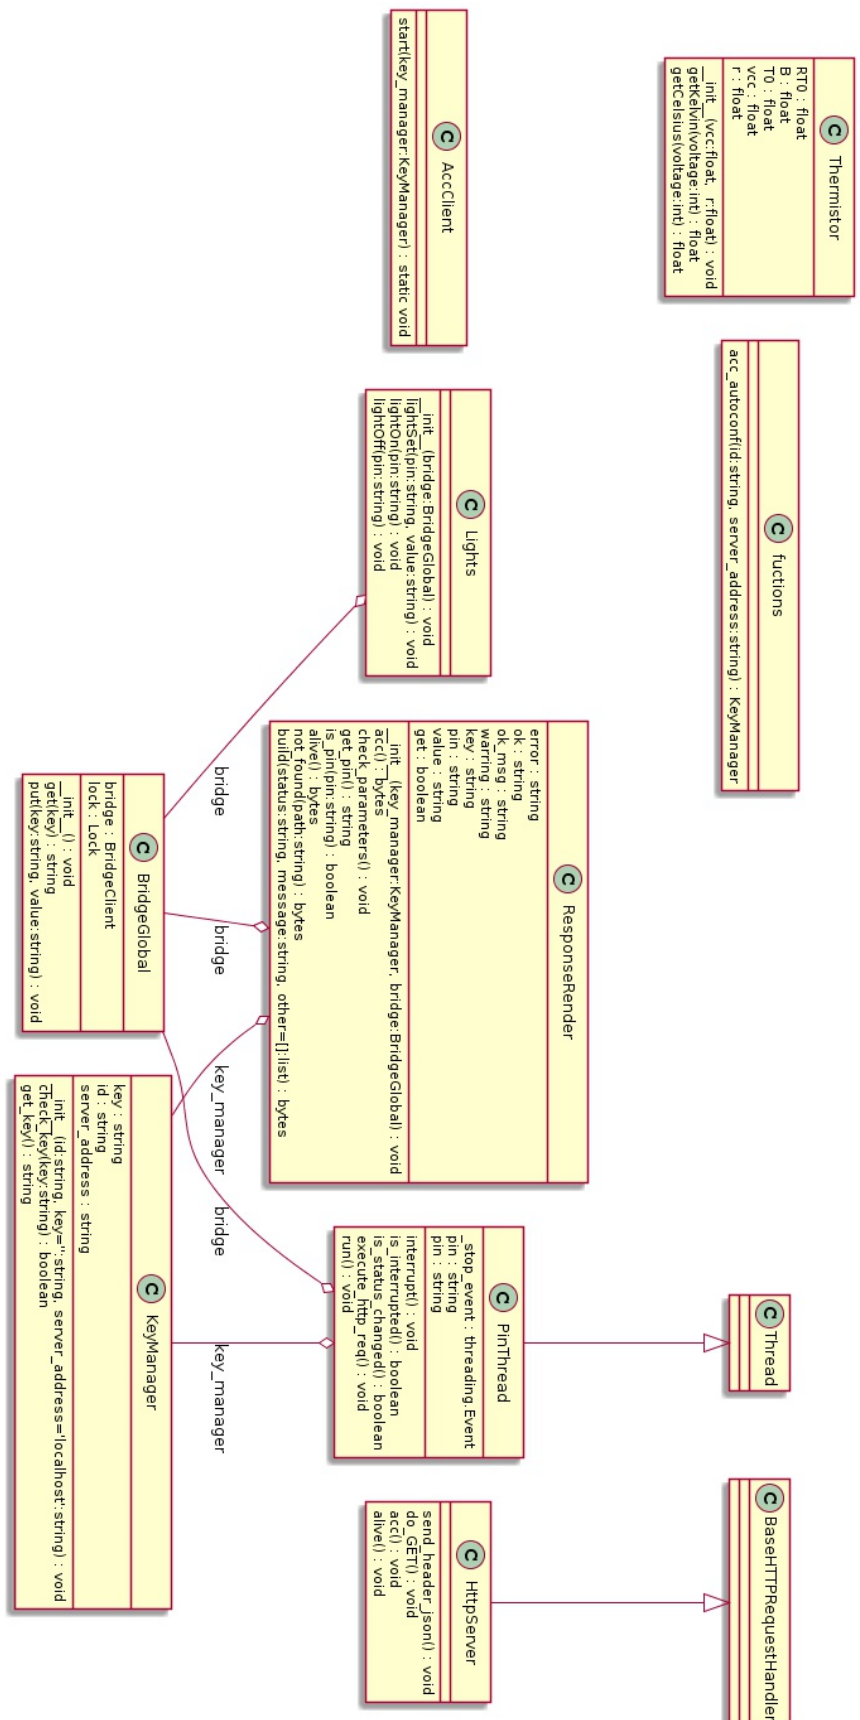 C Thermistor
RT0 : float
B : float
T0 : float
vcc : float
r : float
__init__(vcc:float, r:float) : void
getKelvin(voltage:int) : float
getCelsius(voltage:int) : float
C fuctions
acc_autoconf(id:string, server_address:string) : KeyManager
C Thread
C BaseHTTPRequestHandler
C AccClient
start(key_manager:KeyManager) : static void
C Lights
__init__(bridge:BridgeGlobal) : void
lightSet(pin:string, value:string) : void
lightOn(pin:string) : void
lightOff(pin:string) : void
C ResponseRender
error : string
ok : string
ok_msg : string
warring : string
key : string
pin : string
value : string
get : boolean
__init__(key_manager:KeyManager, bridge:BridgeGlobal) : void
acc() : bytes
check_parameters() : void
get_pin() : string
is_pin(pin:string) : boolean
alive() : bytes
not_found(path:string) : bytes
build(status:string, message:string, other=[]:list) : bytes
C PinThread
_stop_event : threading.Event
pin : string
pin : string
interrupt() : void
is_interrupted() : boolean
is_status_changed() : boolean
execute_http_req() : void
run() : void
C HttpServer
send_header_json() : void
do_GET() : void
acc() : void
alive() : void
bridge
bridge
key_manager
bridge
key_manager
C BridgeGlobal
bridge : BridgeClient
lock : Lock
__init__() : void
get(key) : string
put(key:string, value:string) : void
C KeyManager
key : string
id : string
server_address : string
__init__(id:string, key='':string, server_address='localhost':string) : void
check_key(key:string) : boolean
get_key() : string